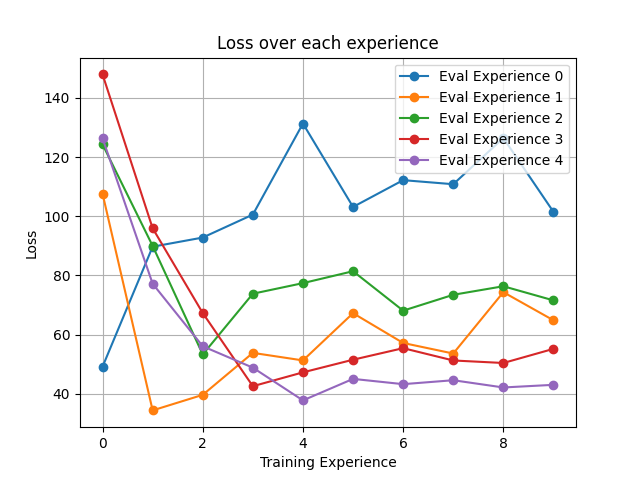 Loss over each experience
Eval Experience 0
Eval Experience 1
Eval Experience 2
Eval Experience 3
Eval Experience 4
Loss
140
120
100
80
60
40
0 2 4 6 8
Training Experience